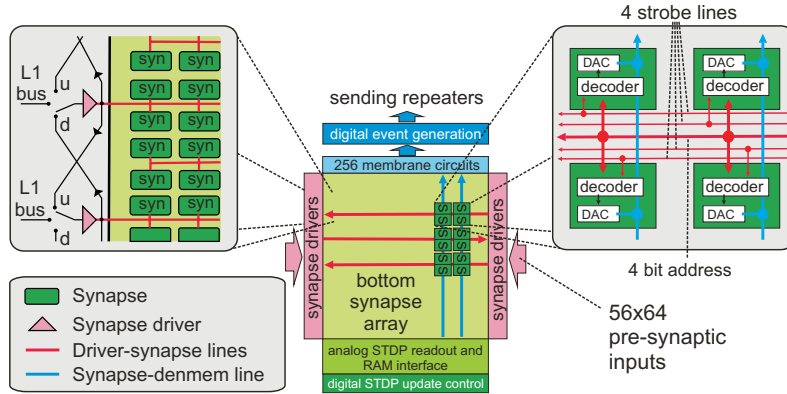 4 strobe lines
L1
bus
u
d
syn syn
syn syn
syn syn
syn syn
syn syn
syn syn
syn syn
L1
bus
u
d
sending repeaters
digital event generation
256 membrane circuits
synapse drivers
synapse drivers
S S
S S
S S
S S
S S
S S
bottom
synapse
array
analog STDP readout and
RAM interface
digital STDP update control
DAC
decoder
DAC
decoder
decoder
DAC
decoder
DAC
4 bit address
56x64
pre-synaptic
inputs
Synapse
Synapse driver
Driver-synapse lines
Synapse-denmem line